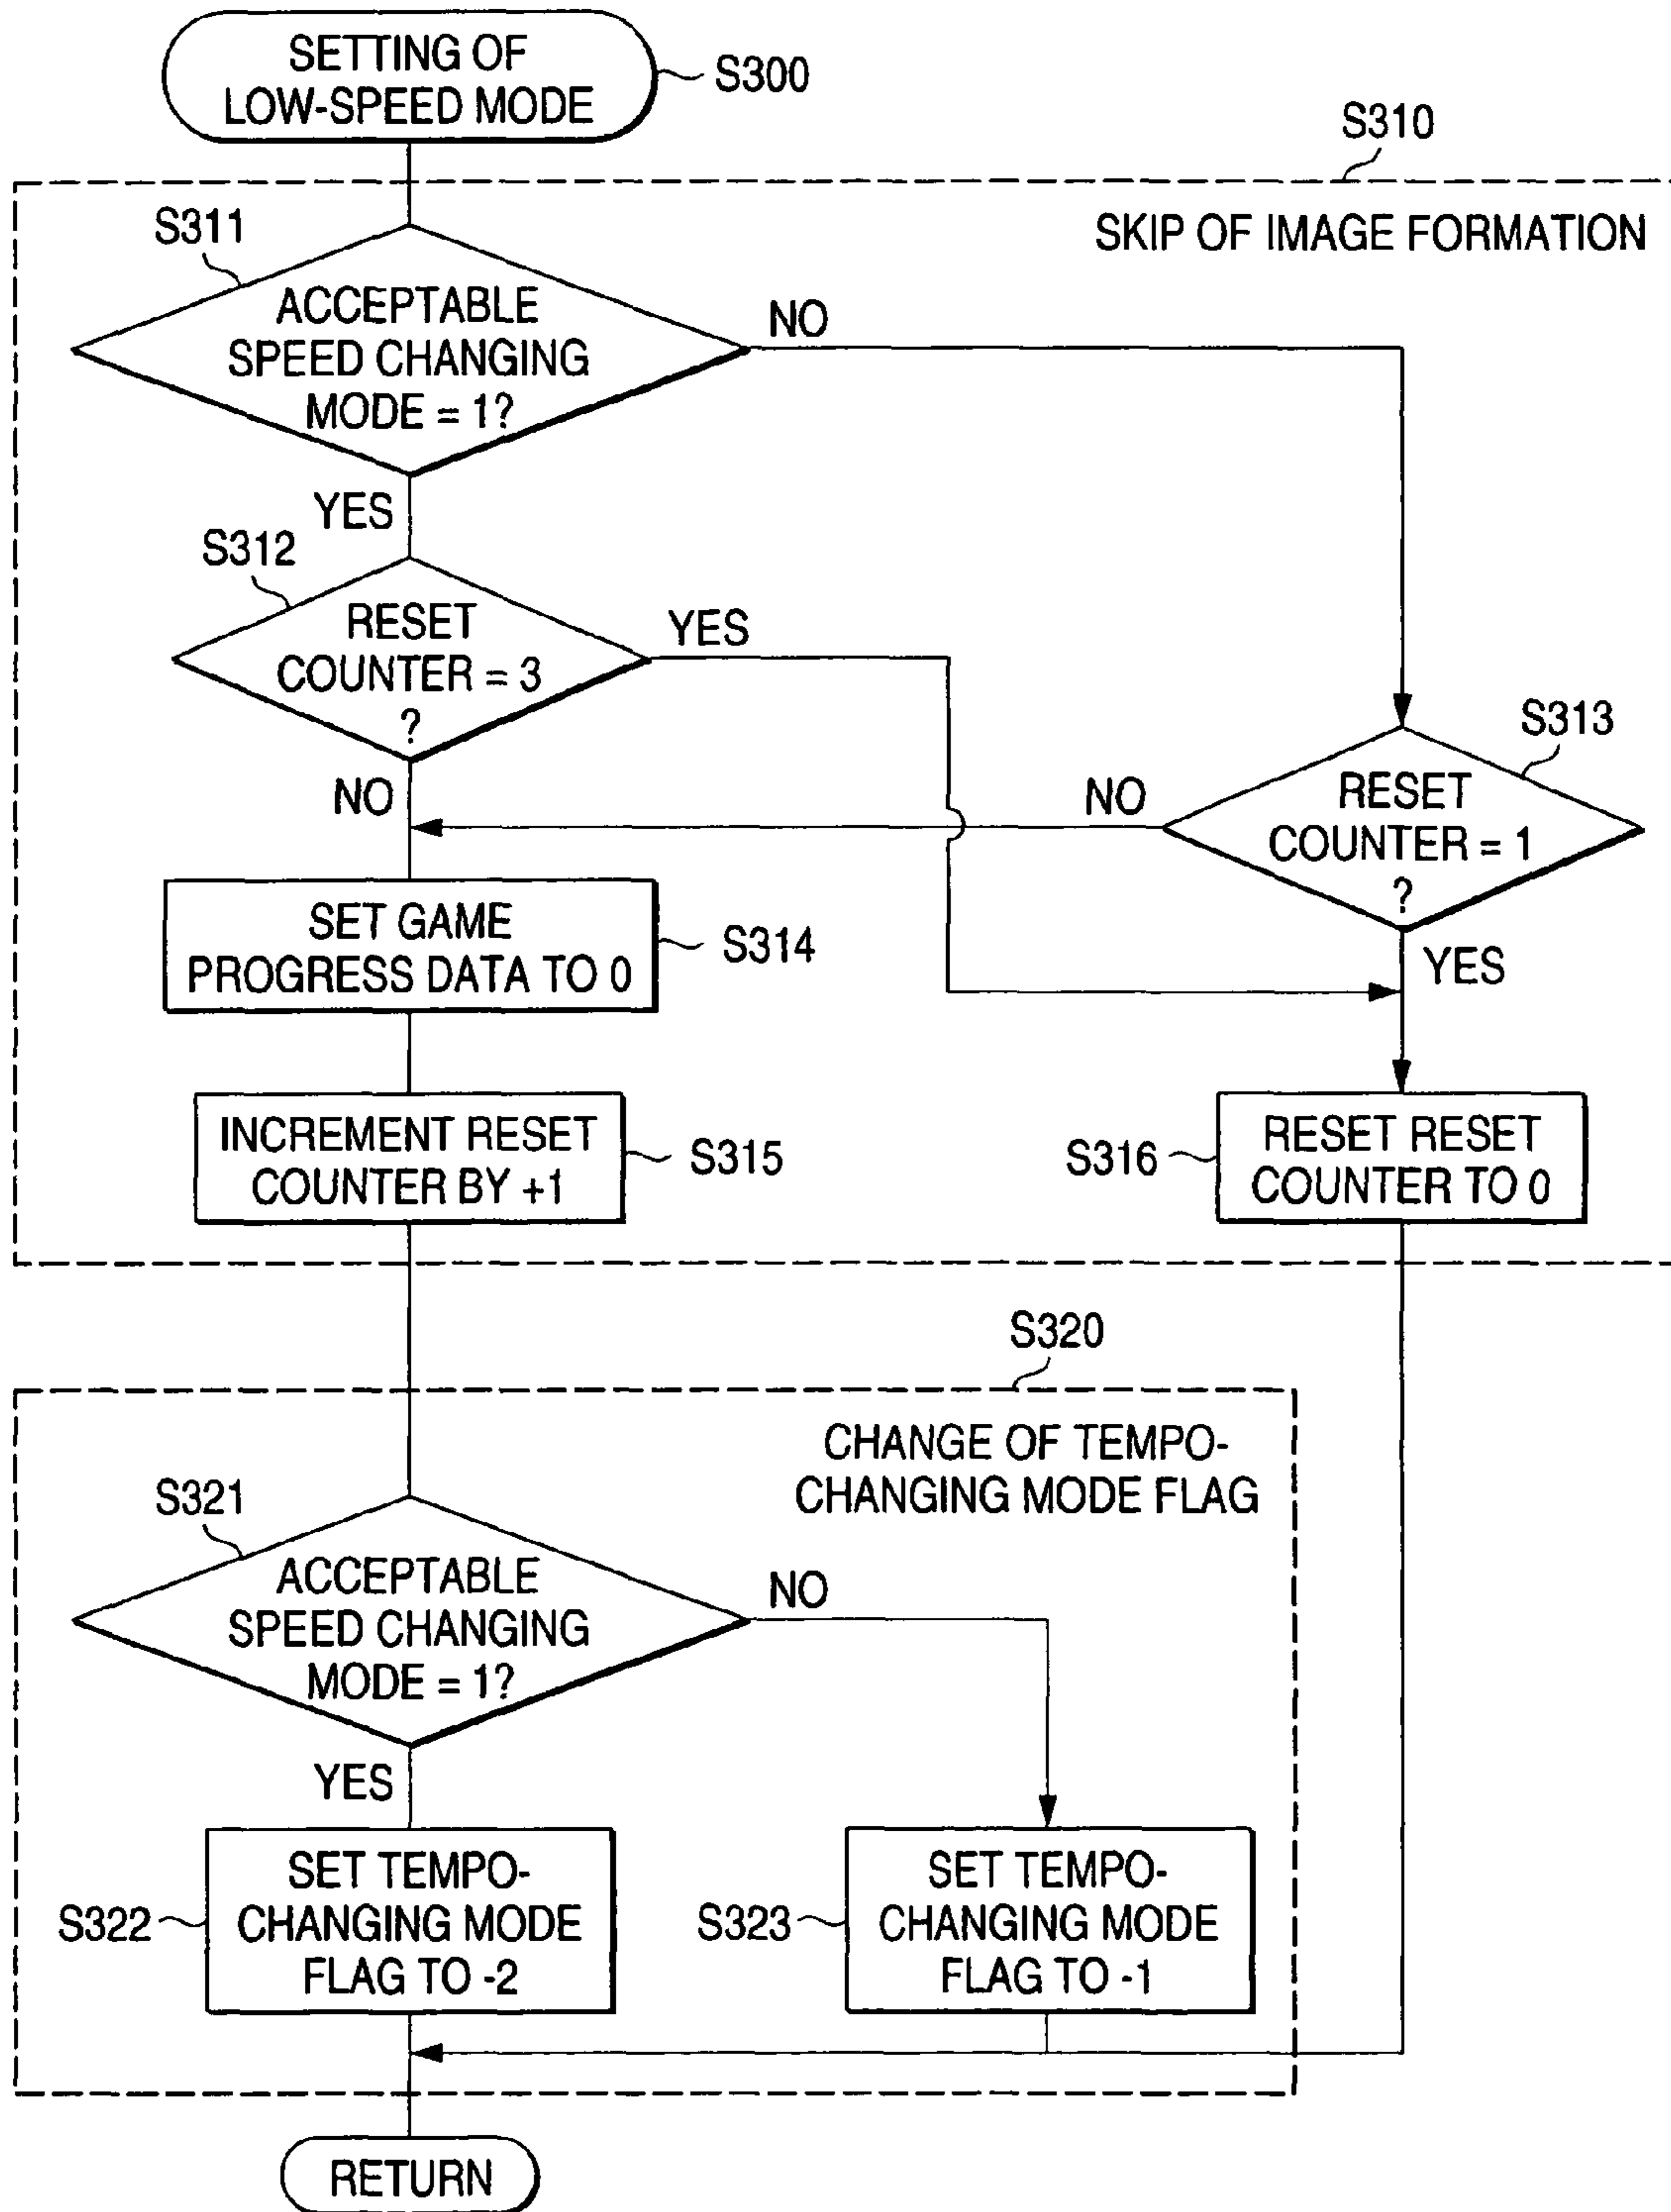 SETTING OF
LOW-SPEED MODE
S300
S310
SKIP OF IMAGE FORMATION
S311
ACCEPTABLE
SPEED CHANGING
MODE = 1?
NO
YES
S312
RESET
COUNTER = 3
?
YES
NO
S313
RESET
COUNTER = 1
?
NO
YES
SET GAME
PROGRESS DATA TO 0
S314
INCREMENT RESET
COUNTER BY +1
S315
S316
RESET RESET
COUNTER TO 0
S320
CHANGE OF TEMPO-
CHANGING MODE FLAG
S321
ACCEPTABLE
SPEED CHANGING
MODE = 1?
NO
YES
S322
SET TEMPO-
CHANGING MODE
FLAG TO -2
S323
SET TEMPO-
CHANGING MODE
FLAG TO -1
RETURN